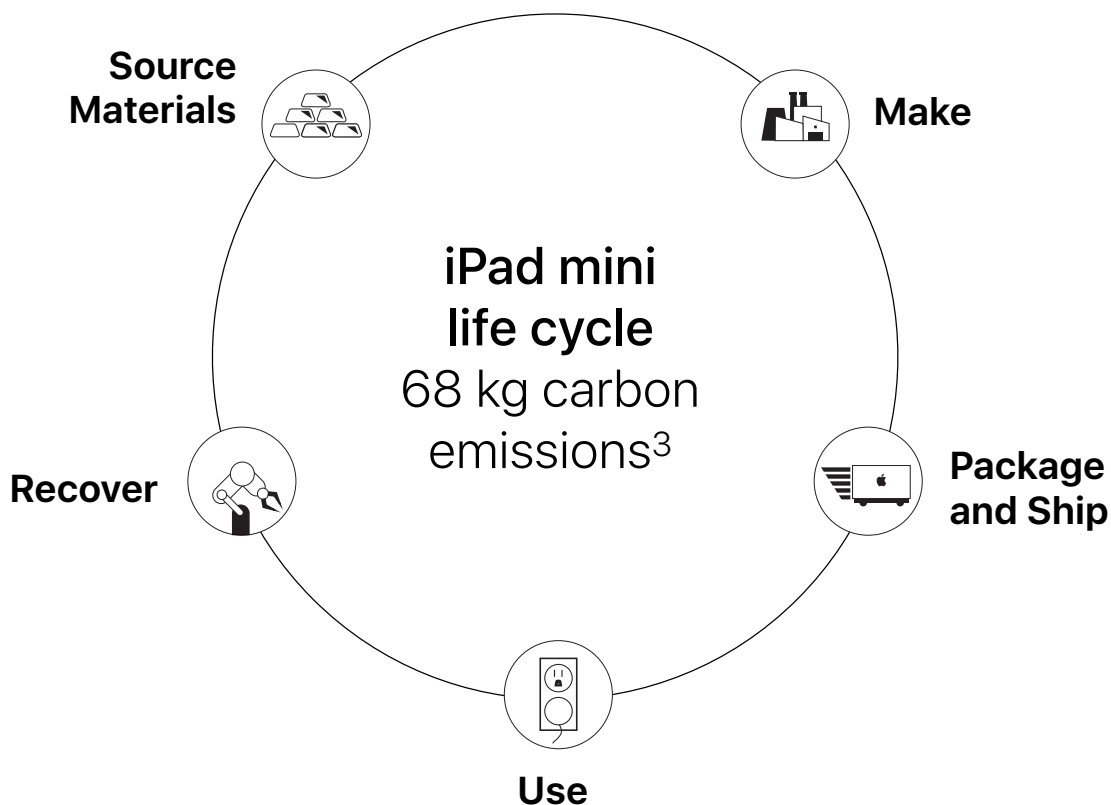 Source
Materials
Make
iPad mini
life cycle
68 kg carbon
emissions³
Recover
Package
and Ship
Use